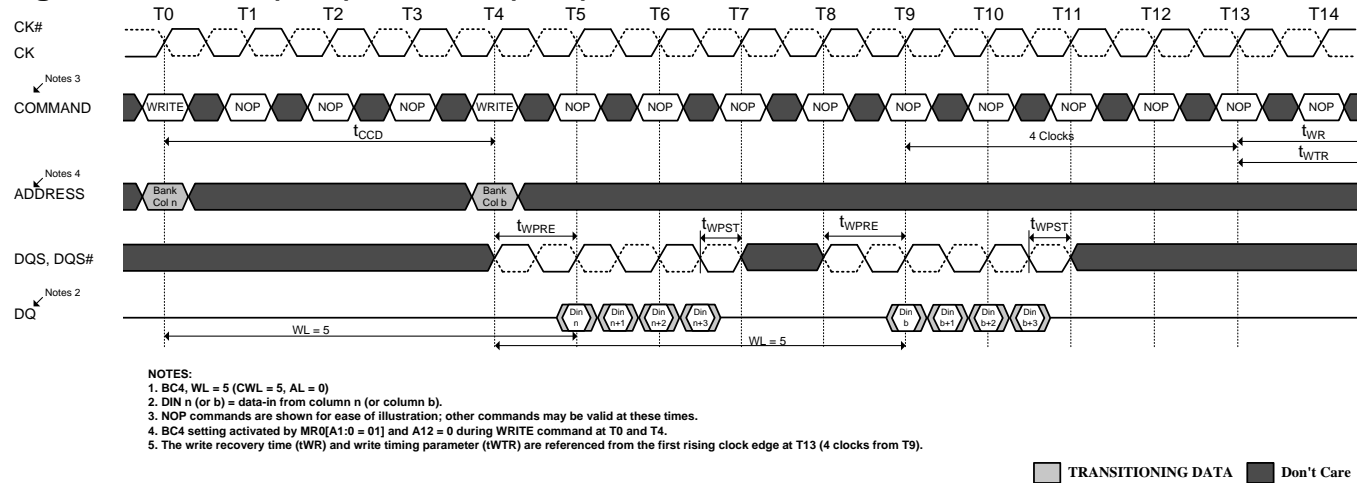 T0 T1 T2 T3 T4 T5 T6 T7 T8 T9 T10 T11 T12 T13 T14
CK#
CK
Notes 3
COMMAND
WRITE NOP NOP NOP WRITE NOP NOP NOP NOP NOP NOP NOP NOP NOP NOP
tCCD
4 Clocks
tWR
tWTR
Notes 4
ADDRESS
Bank Col n
Bank Col b
tWPRE tWPST tWPRE tWPST
DQS, DQS#
Notes 2
DQ
Din n
Din n+1
Din n+2
Din n+3
Din b
Din b+1
Din b+2
Din b+3
WL = 5
WL = 5
NOTES:
1. BC4, WL = 5 (CWL = 5, AL = 0)
2. DIN n (or b) = data-in from column n (or column b).
3. NOP commands are shown for ease of illustration; other commands may be valid at these times.
4. BC4 setting activated by MR0[A1:0 = 01] and A12 = 0 during WRITE command at T0 and T4.
5. The write recovery time (tWR) and write timing parameter (tWTR) are referenced from the first rising clock edge at T13 (4 clocks from T9).
TRANSITIONING DATA
Don't Care